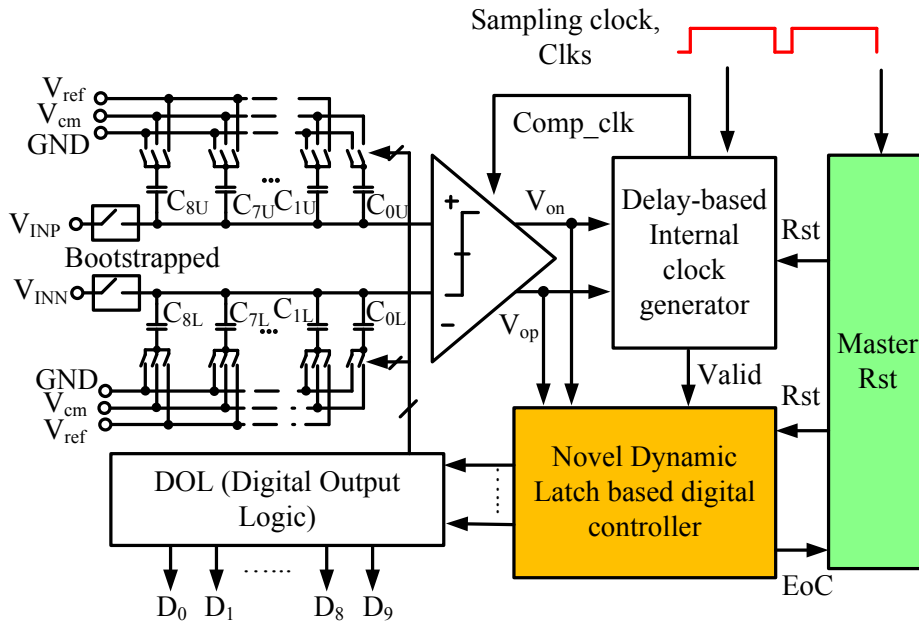 Sampling clock,
Clks
Vref
Vcm
GND
Comp_clk
C8U
C7U
...
C1U
C0U
+
Von
VINP
Bootstrapped
Delay-based
Internal
clock
generator
Rst
VINN
C8L
C7L
...
C1L
C0L
-
Vop
Master
Rst
GND
Vcm
Vref
Valid
Rst
DOL (Digital Output
Logic)
Novel Dynamic
Latch based digital
controller
EoC
D0 D1 ....... D8 D9